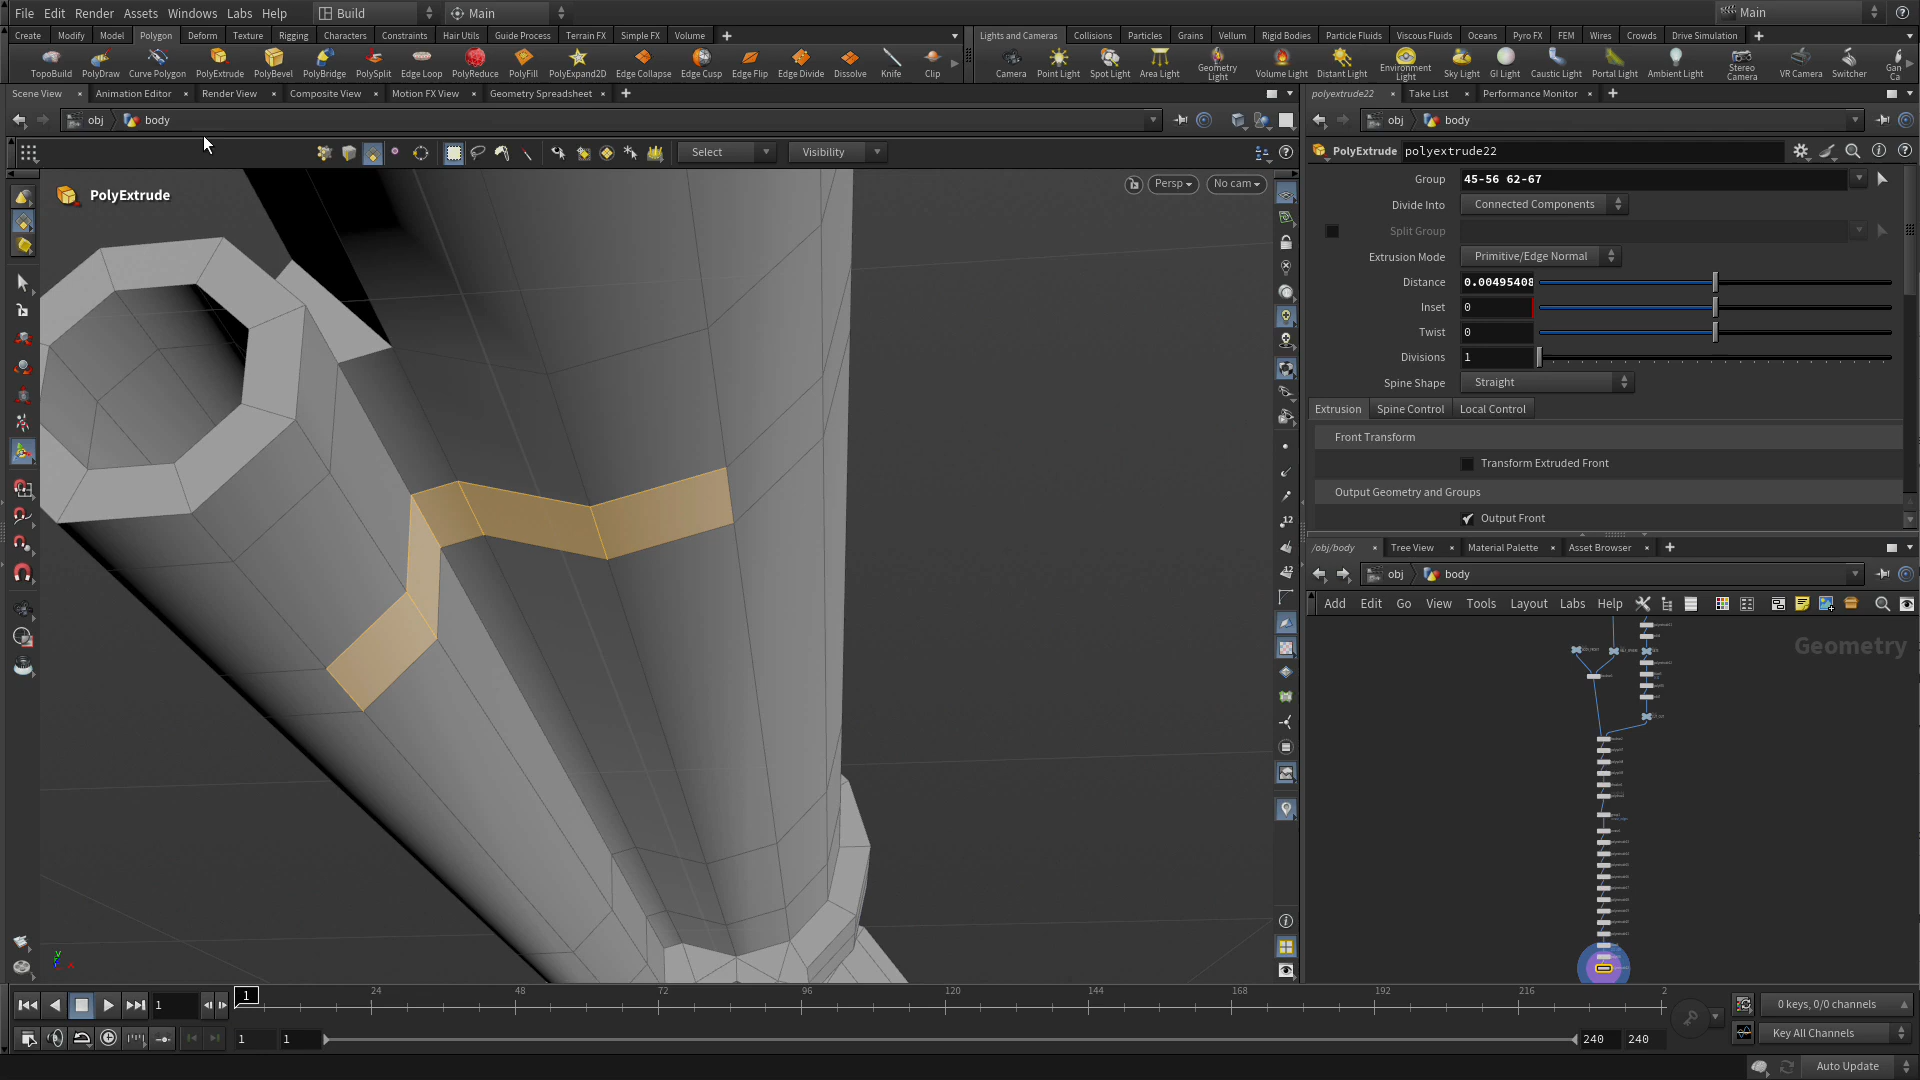 File Edit Render Assets Windows Labs Help Build Main Main
Create Modify Model Polygon Deform Texture Rigging Characters Constraints Hair Utils Guide Process Terrain FX Simple FX Volume
Lights and Cameras Collisions Particles Grains Vellum Rigid Bodies Particle Fluids Viscous Fluids Oceans Pyro FX FEM Wires Crowds Drive Simulation
TopoBuild PolyDraw Curve Polygon PolyExtrude PolyBevel PolyBridge PolySplit Edge Loop PolyReduce PolyFill PolyExpand2D Edge Collapse Edge Cusp Edge Flip Edge Divide Dissolve Knife Clip
Camera Point Light Spot Light Area Light Geometry Light Volume Light Distant Light Environment Light Sky Light GI Light Caustic Light Portal Light Ambient Light Stereo Camera VR Camera Switcher Gan Ca
Scene View Animation Editor Render View Composite View Motion FX View Geometry Spreadsheet
polyextrude22 Take List Performance Monitor
obj body
obj body
Select Visibility
PolyExtrude polyextrude22
PolyExtrude
Persp No cam
Group 45-56 62-67
Divide Into Connected Components
Split Group
Extrusion Mode Primitive/Edge Normal
Distance 0.00495408
Inset 0
Twist 0
Divisions 1
Spine Shape Straight
Extrusion Spine Control Local Control
Front Transform
Transform Extruded Front
Output Geometry and Groups
Output Front
12
12
/obj/body Tree View Material Palette Asset Browser
obj body
Add Edit Go View Tools Layout Labs Help
Geometry
y
x
1 1 24 48 72 96 120 144 168 192 216 2
0 keys, 0/0 channels
1 1 240 240
Key All Channels
Auto Update